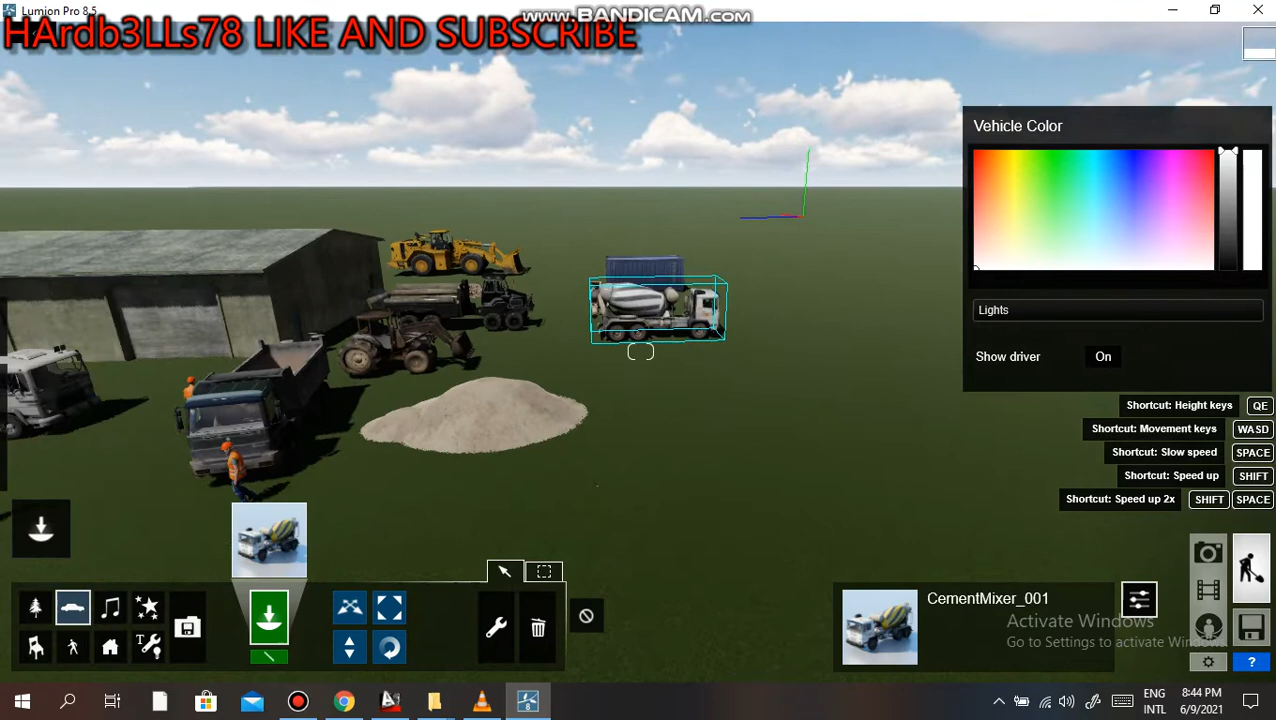 Lumion Pro 8.5
www.BANDICAM.com
HArdb3LLs78 LIKE AND SUBSCRIBE
Vehicle Color
Lights
Show driver On
Shortcut: Height keys QE
Shortcut: Movement keys WASD
Shortcut: Slow speed SPACE
Shortcut: Speed up SHIFT
Shortcut: Speed up 2x SHIFT SPACE
CementMixer_001
Activate Windows
Go to Settings to activate Windows.
?
8
ENG
INTL
8:44 PM
6/9/2021